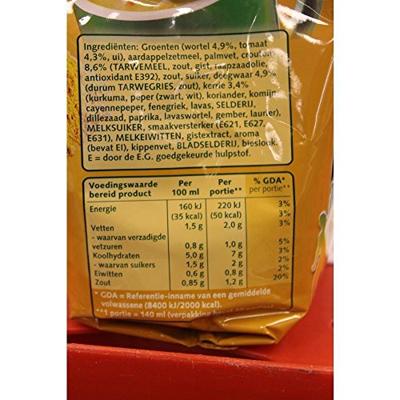 Ingrediënten: Groenten (wortel 4,9%, tomaat
4,3%, ui), aardappelzetmeel, palmvet, croutons
8,6% (TARWEMEEL, zout, gist, raapzaadolie,
antioxidant E392), zout, suiker, deegwaar 4,9%
(durum TARWEGRIES, zout), kerrie 3,4%
(kurkuma, peper (zwart, wit), koriander, komijn,
cayennepeper, fenegriek, lavas, SELDERIJ,
dillezaad, paprika, lavaswortel, gember, laurier),
MELKSUIKER, smaakversterker (E621, E627,
E631), MELKEIWITTEN, gistextract, aroma
(bevat EI), kippenvet, BLADSELDERIJ, bieslook.
E = door de E.G. goedgekeurde hulpstof.
Voedingswaarde Per Per % GDA*
bereid product 100 ml portie** per portie**
Energie 160 kJ 220 kJ 3%
(35 kcal) (50 kcal) 3%
Vetten 1,5 g 2,0 g 3%
- waarvan verzadigde
vetzuren 0,8 g 1,0 g 5%
Koolhydraten 5,0 g 7 g 3%
- waarvan suikers 1,5 g 2 g 2%
Eiwitten 0,6 g 0,8 g 2%
Zout 0,85 g 1,2 g 20%
* GDA = Referentie-inname van een gemiddelde
volwassene (8400 kJ/2000 kcal).
**1 portie = 140 ml (verpakking